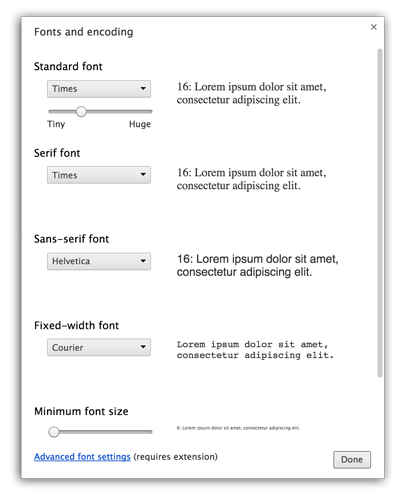 Fonts and encoding
×
Standard font
Times
16: Lorem ipsum dolor sit amet,
consectetur adipiscing elit.
Tiny
Huge
Serif font
Times
16: Lorem ipsum dolor sit amet,
consectetur adipiscing elit.
Sans-serif font
Helvetica
16: Lorem ipsum dolor sit amet,
consectetur adipiscing elit.
Fixed-width font
Courier
Lorem ipsum dolor sit amet,
consectetur adipiscing elit.
Minimum font size
6: Lorem ipsum dolor sit amet, consectetur adipiscing elit.
Advanced font settings (requires extension)
Done